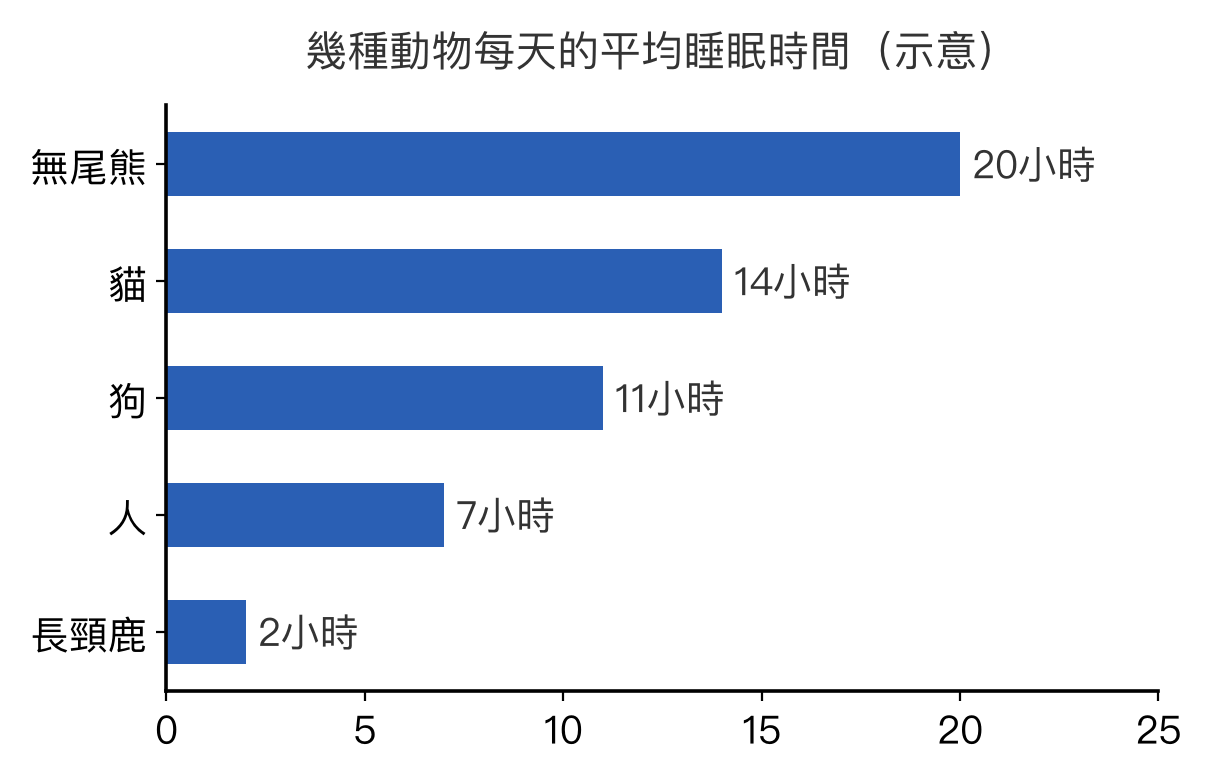 幾種動物每天的平均睡眠時間（示意）
無尾熊 20小時
貓 14小時
狗 11小時
人 7小時
長頸鹿 2小時
0 5 10 15 20 25